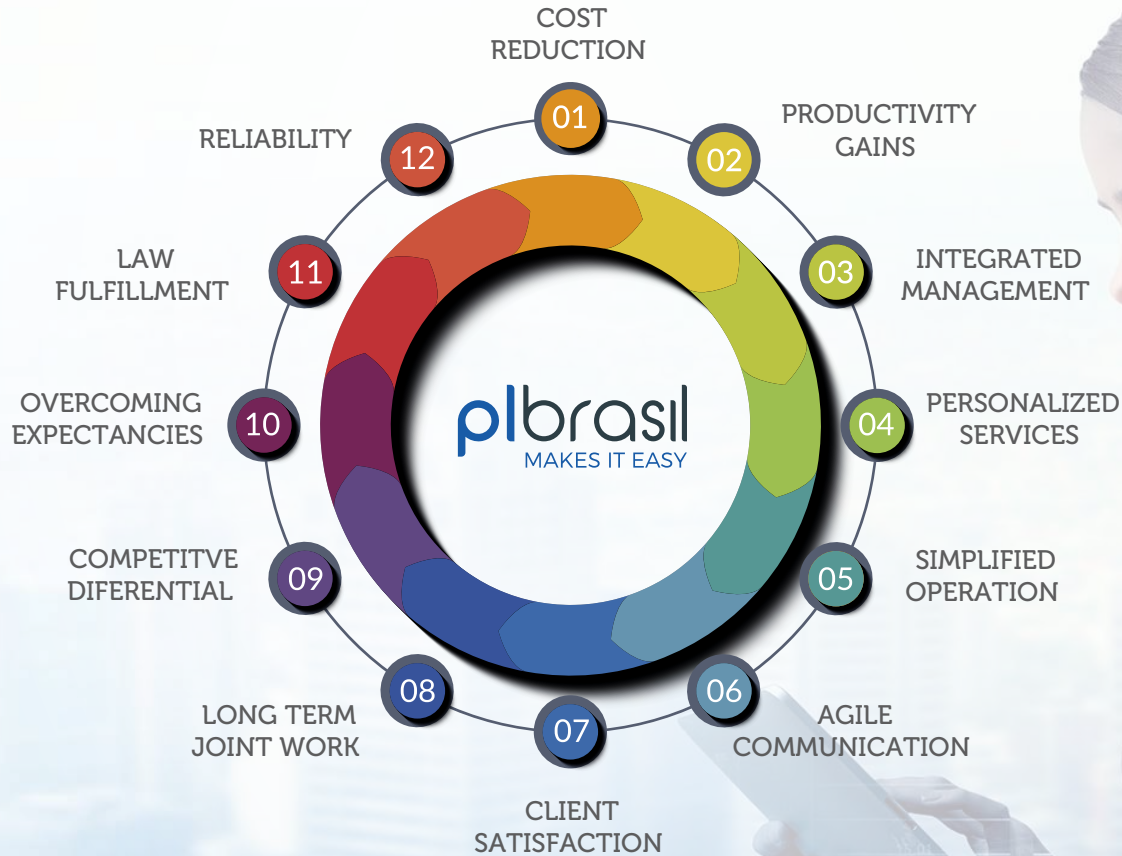 COST
REDUCTION
01
PRODUCTIVITY
GAINS
02
INTEGRATED
MANAGEMENT
03
PERSONALIZED
SERVICES
04
SIMPLIFIED
OPERATION
05
AGILE
COMMUNICATION
06
CLIENT
SATISFACTION
07
LONG TERM
JOINT WORK
08
COMPETITVE
DIFERENTIAL
09
OVERCOMING
EXPECTANCIES
10
LAW
FULFILLMENT
11
RELIABILITY
12
plbrasil
MAKES IT EASY